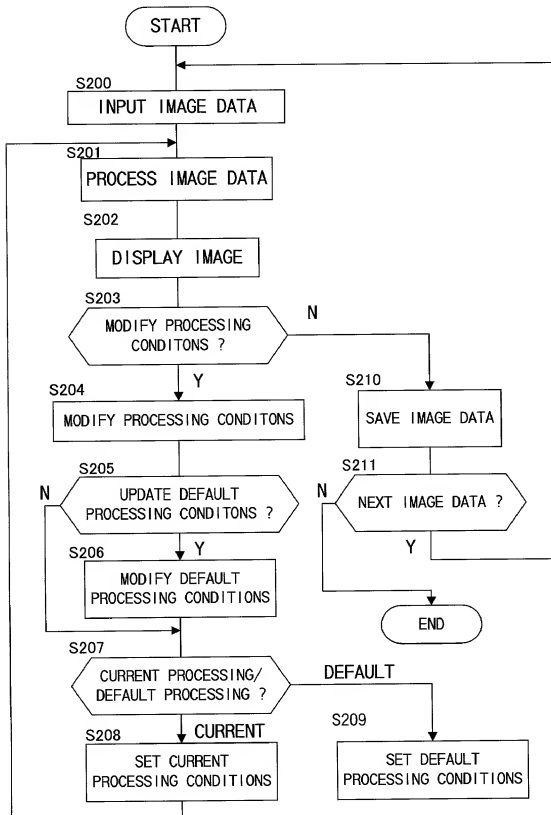 START
S200
INPUT IMAGE DATA
S201
PROCESS IMAGE DATA
S202
DISPLAY IMAGE
S203
MODIFY PROCESSING
CONDITONS ?
N
Y
S204
MODIFY PROCESSING CONDITONS
S205
N
UPDATE DEFAULT
PROCESSING CONDITONS ?
Y
S206
MODIFY DEFAULT
PROCESSING CONDITIONS
S207
CURRENT PROCESSING/
DEFAULT PROCESSING ?
DEFAULT
CURRENT
S208
SET CURRENT
PROCESSING CONDITIONS
S209
SET DEFAULT
PROCESSING CONDITIONS
S210
SAVE IMAGE DATA
S211
N
NEXT IMAGE DATA ?
Y
END